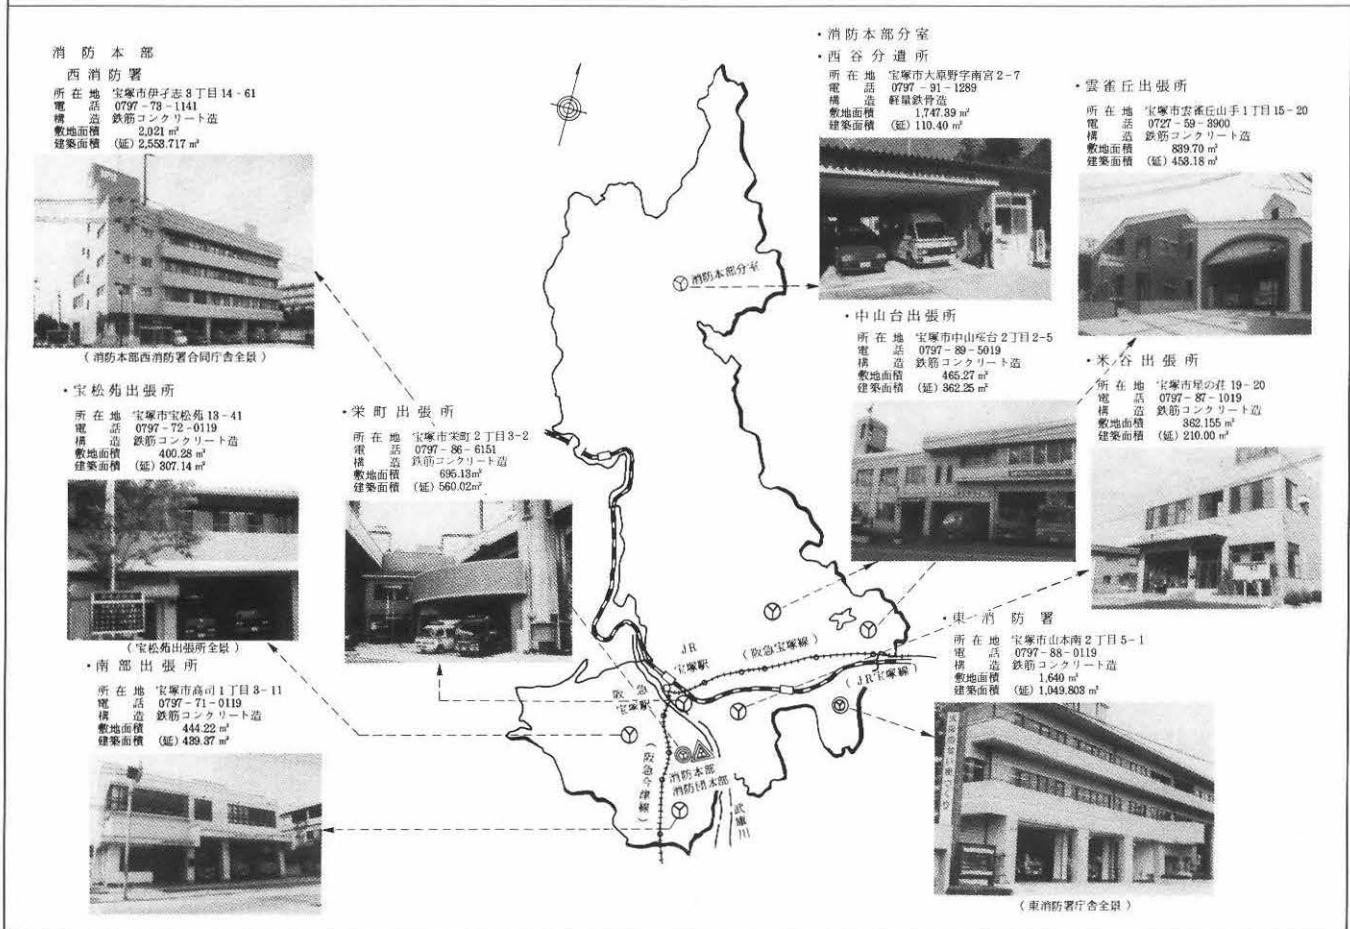 消防本部
西消防署
所在地 宝塚市伊孑志3丁目14-61
電話 0797-73-1141
構造 鉄筋コンクリート造
敷地面積 2,021㎡
建築面積 (延)2,553.717㎡
(消防本部西消防署合同庁舎全景)
・宝松苑出張所
所在地 宝塚市宝松苑13-41
電話 0797-72-0119
構造 鉄筋コンクリート造
敷地面積 400.28㎡
建築面積 (延)307.14㎡
(宝松苑出張所全景)
・南部出張所
所在地 宝塚市高司1丁目3-11
電話 0797-71-0119
構造 鉄筋コンクリート造
敷地面積 444.22㎡
建築面積 (延)439.37㎡
・栄町出張所
所在地 宝塚市栄町2丁目3-2
電話 0797-86-6151
構造 鉄筋コンクリート造
敷地面積 695.13㎡
建築面積 (延)560.02㎡
・消防本部分室
・西谷分遣所
所在地 宝塚市大原野字南宮2-7
電話 0797-91-1289
構造 軽量鉄骨造
敷地面積 1,747.39㎡
建築面積 (延)110.40㎡
・雲雀丘出張所
所在地 宝塚市雲雀丘山手1丁目15-20
電話 0727-59-3900
構造 鉄筋コンクリート造
敷地面積 839.70㎡
建築面積 (延)453.18㎡
・中山台出張所
所在地 宝塚市中山桜台2丁目2-5
電話 0797-89-5019
構造 鉄筋コンクリート造
敷地面積 465.27㎡
建築面積 (延)362.25㎡
・米谷出張所
所在地 宝塚市星の荘19-20
電話 0797-87-1019
構造 鉄筋コンクリート造
敷地面積 362.155㎡
建築面積 (延)210.00㎡
・東消防署
所在地 宝塚市山本南2丁目5-1
電話 0797-88-0119
構造 鉄筋コンクリート造
敷地面積 1,640㎡
建築面積 (延)1,049.803㎡
(東消防署庁舎全景)
消防本部分室
JR
宝塚駅
(阪急宝塚線)
(JR宝塚線)
阪急
宝塚駅
(阪急今津線)
消防本部
消防団本部
武庫川